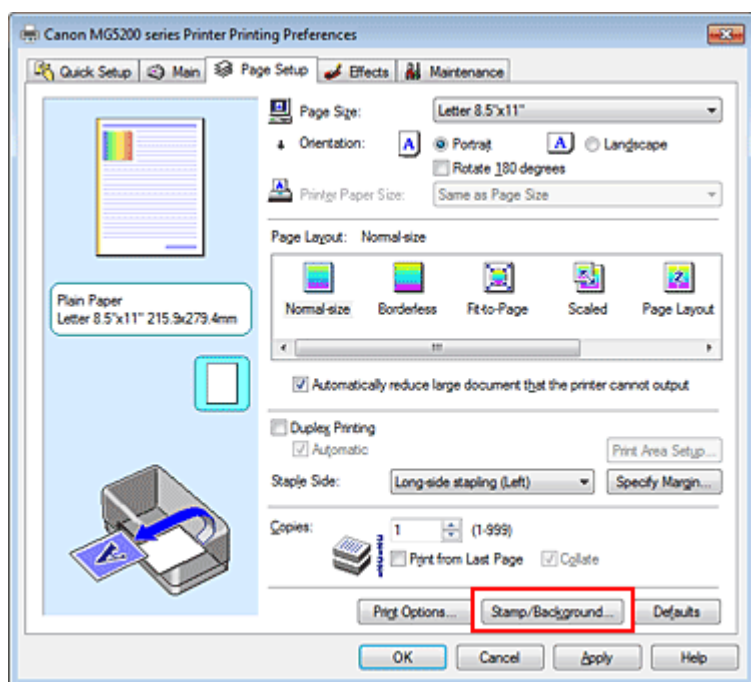 Canon MG5200 series Printer Printing Preferences
Quick Setup Main Page Setup Effects Maintenance
Page Size: Letter 8.5"x11"
Orientation: A Portrait A Landscape
Rotate 180 degrees
Printer Paper Size: Same as Page Size
Page Layout: Normal-size
Normal-size Borderless Fit-to-Page Scaled Page Layout
Plain Paper
Letter 8.5"x11" 215.9x279.4mm
Automatically reduce large document that the printer cannot output
Duplex Printing
Automatic Print Area Setup...
Staple Side: Long-side stapling (Left) Specify Margin...
Copies: 1 (1-999)
Print from Last Page Collate
Print Options... Stamp/Background... Defaults
OK Cancel Apply Help